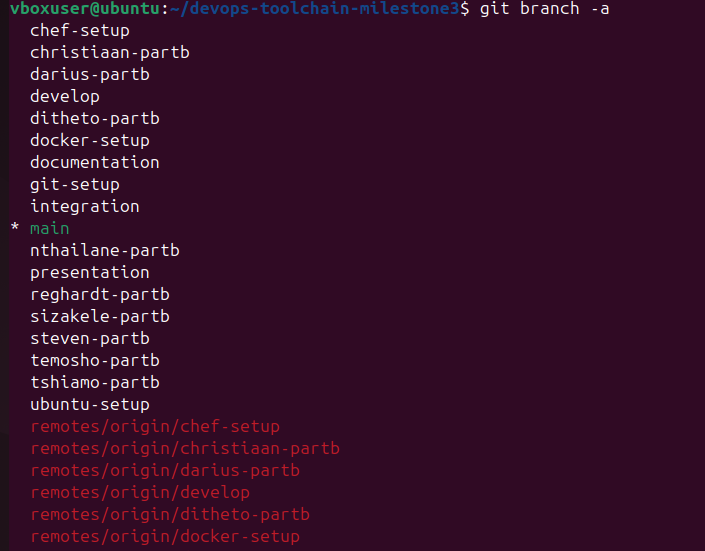 vboxuser@ubuntu:~/devops-toolchain-milestone3$ git branch -a
chef-setup
christiaan-partb
darius-partb
develop
ditheto-partb
docker-setup
documentation
git-setup
integration
* main
nthailane-partb
presentation
reghardt-partb
sizakele-partb
steven-partb
temosho-partb
tshiamo-partb
ubuntu-setup
remotes/origin/chef-setup
remotes/origin/christiaan-partb
remotes/origin/darius-partb
remotes/origin/develop
remotes/origin/ditheto-partb
remotes/origin/docker-setup